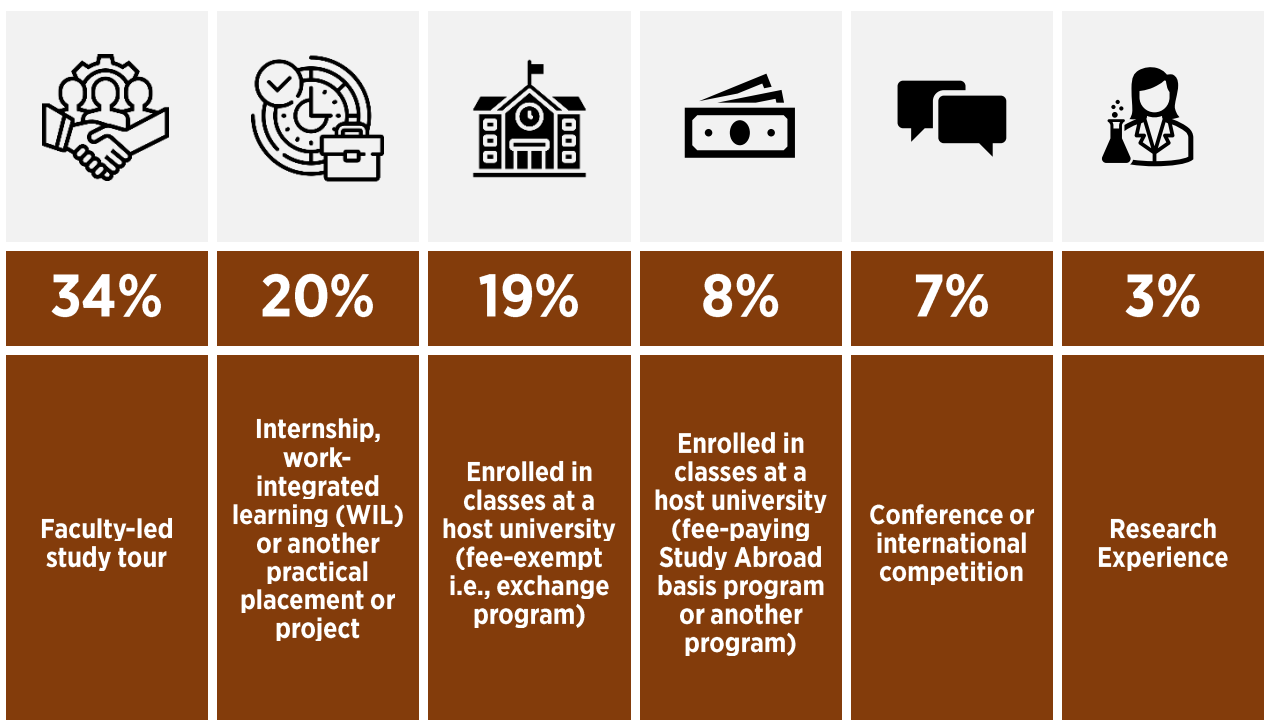 34%
20%
19%
8%
7%
3%
Faculty-led
study tour
Internship,
work-
integrated
learning (WIL)
or another
practical
placement or
project
Enrolled in
classes at a
host university
(fee-exempt
i.e., exchange
program)
Enrolled in
classes at a
host university
(fee-paying
Study Abroad
basis program
or another
program)
Conference or
international
competition
Research
Experience